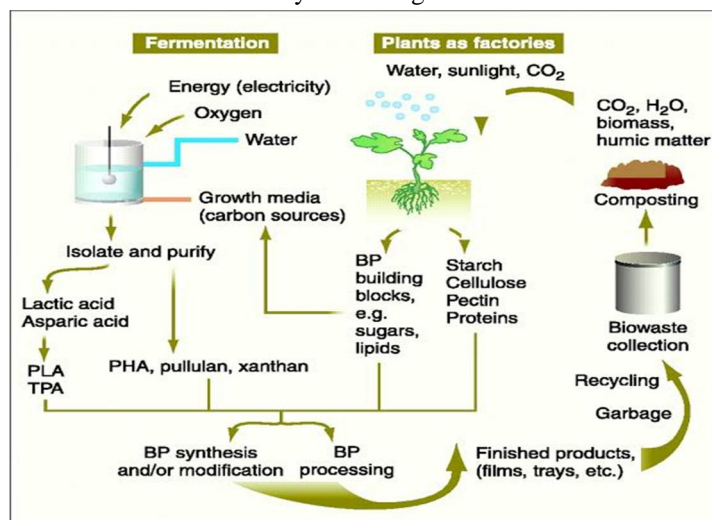 Fermentation
Plants as factories
Energy (electricity)
Oxygen
Water
Growth media
(carbon sources)
Isolate and purify
Lactic acid
Asparic acid
PLA
TPA
PHA, pullulan, xanthan
Water, sunlight, CO₂
BP
building
blocks,
e.g.
sugars,
lipids
Starch
Cellulose
Pectin
Proteins
BP synthesis
and/or modification
BP
processing
Finished products,
(films, trays, etc.)
Recycling
Garbage
Biowaste
collection
Composting
CO₂, H₂O,
biomass,
humic matter